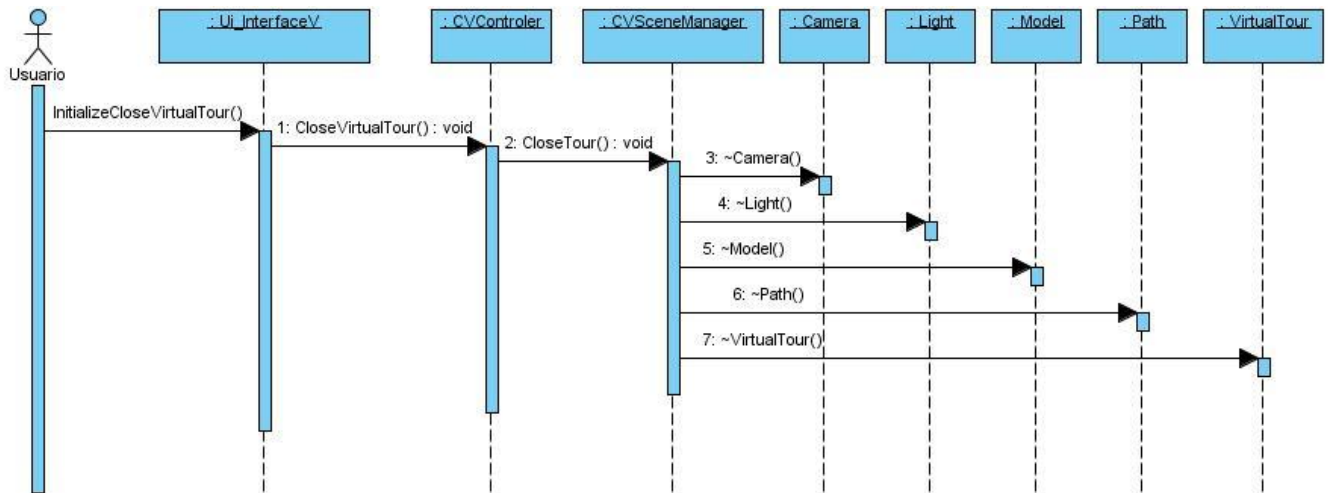 : Ui_InterfaceV
: CVControler
: CVSceneManager
: Camera
: Light
: Model
: Path
: VirtualTour
Usuario
InitializeCloseVirtualTour()
1: CloseVirtualTour() : void
2: CloseTour() : void
3: ~Camera()
4: ~Light()
5: ~Model()
6: ~Path()
7: ~VirtualTour()